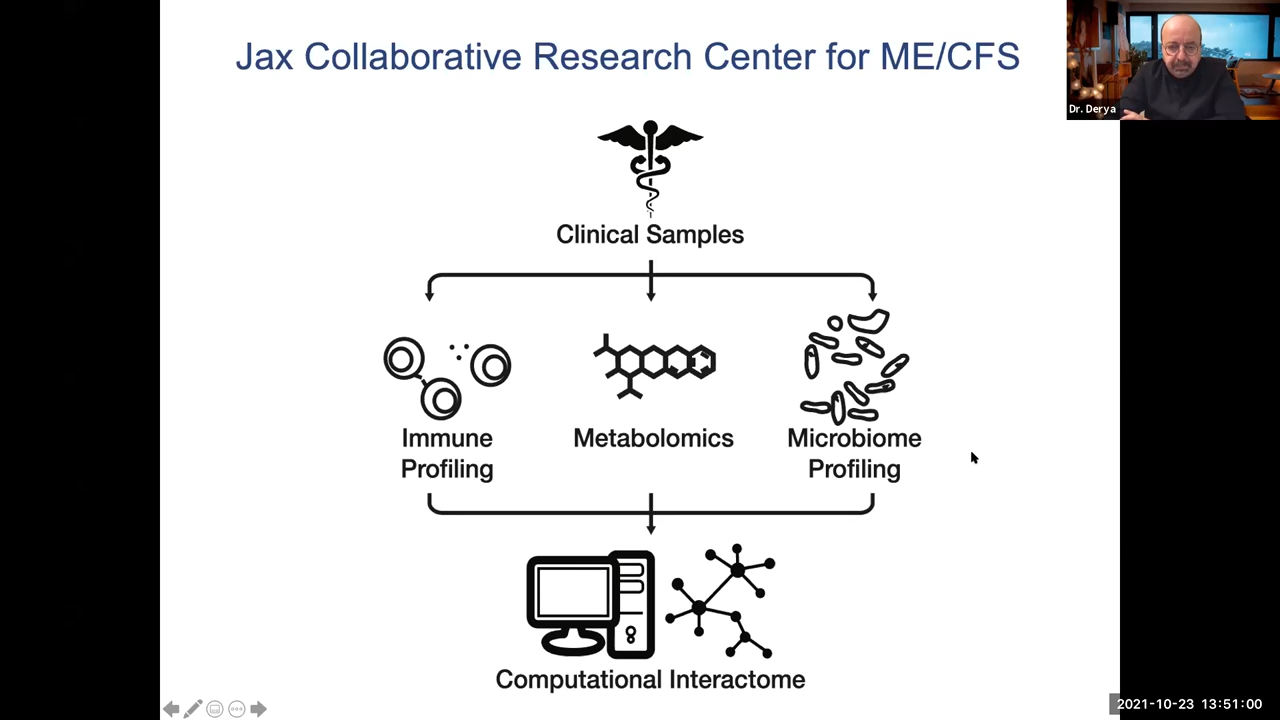 Jax Collaborative Research Center for ME/CFS
Dr. Derya
Clinical Samples
Immune
Profiling
Metabolomics
Microbiome
Profiling
Computational Interactome
2021-10-23 13:51:00